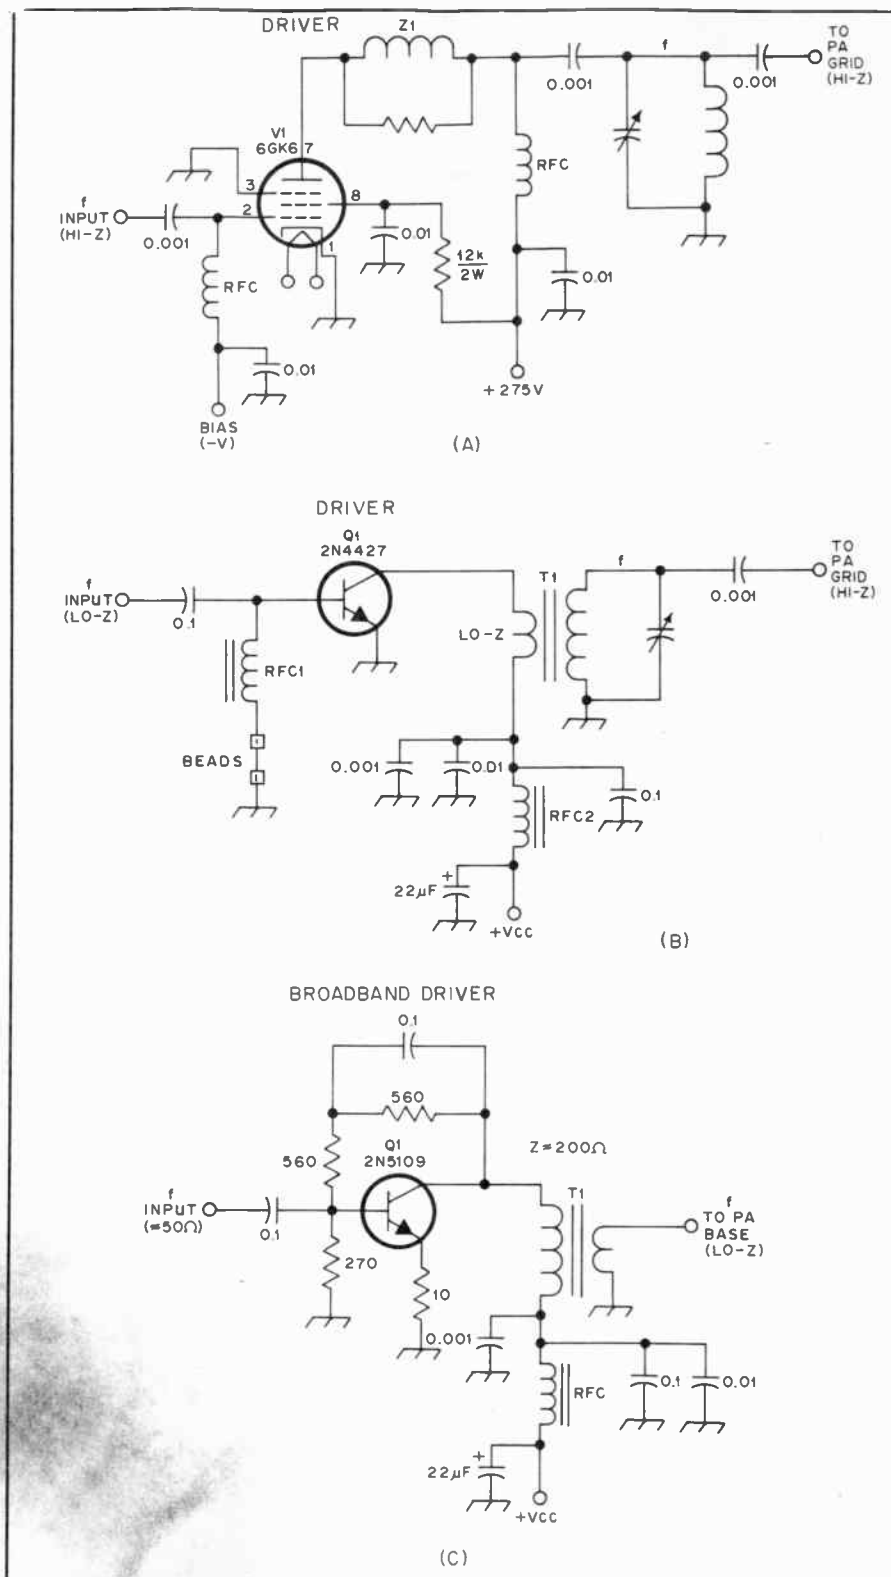 DRIVER
Z1
0.001
f
0.001
TO
PA
GRID
(HI-Z)
V1
6GK6 7
RFC
3
8
2
1
f
INPUT
(HI-Z)
0.001
0.01
12k
2W
0.01
RFC
0.01
+275V
BIAS
(-V)
(A)
DRIVER
Q1
2N4427
f
INPUT
(LO-Z)
0.1
T1
f
0.001
TO
PA
GRID
(HI-Z)
LO-Z
RFC1
BEADS
0.001
0.01
0.1
RFC2
+
22µF
+VCC
(B)
BROADBAND DRIVER
0.1
560
560
Q1
2N5109
Z≈200Ω
f
INPUT
(≈50Ω)
0.1
T1
f
TO PA
BASE
(LO-Z)
270
10
0.001
0.1
0.01
RFC
+
22µF
+VCC
(C)